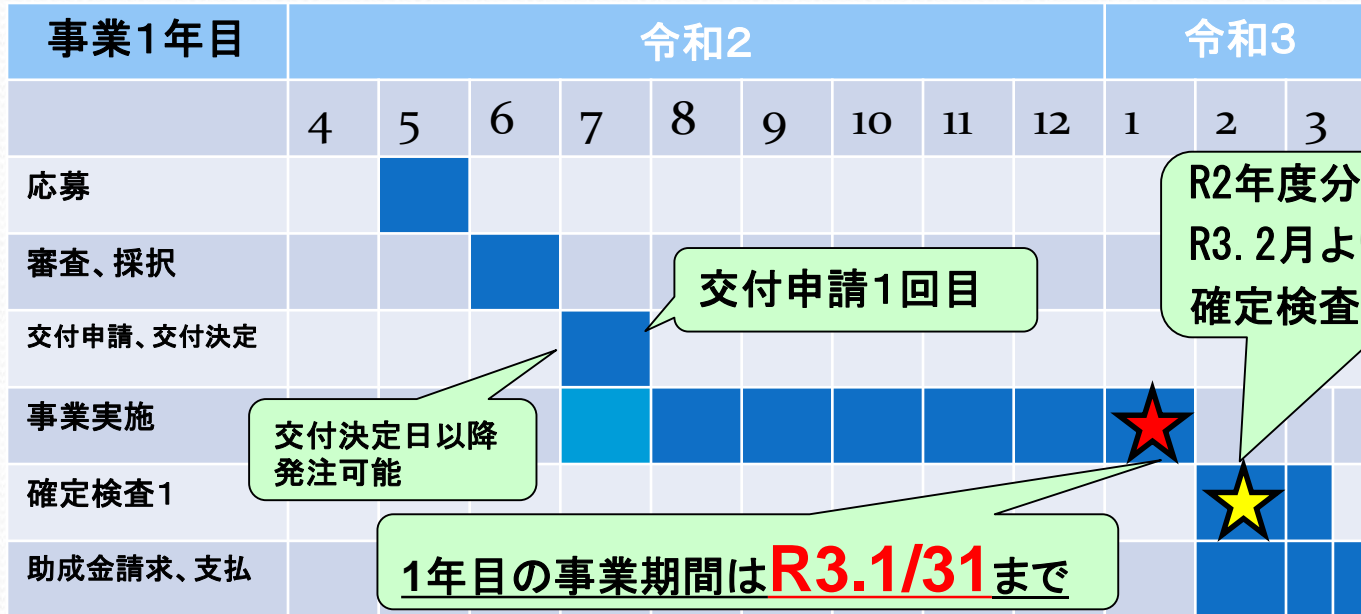 事業1年目 令和2 令和3
4 5 6 7 8 9 10 11 12 1 2 3
応募
審査、採択
交付申請、交付決定
事業実施
確定検査1
助成金請求、支払
交付申請1回目
交付決定日以降
発注可能
1年目の事業期間はR3.1/31まで
R2年度分
R3.2月よ
確定検査